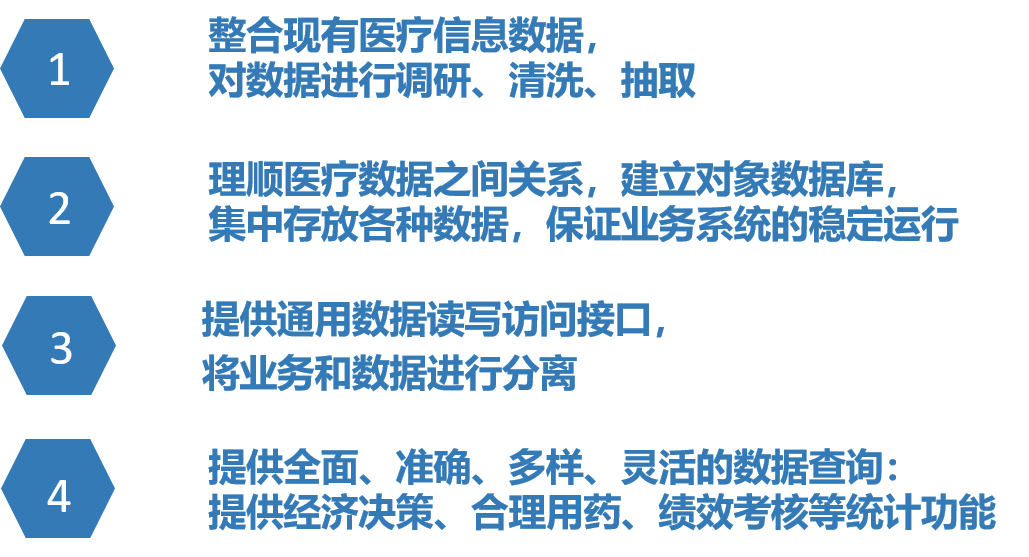 1
整合现有医疗信息数据，
对数据进行调研、清洗、抽取
2
理顺医疗数据之间关系，建立对象数据库，
集中存放各种数据，保证业务系统的稳定运行
3
提供通用数据读写访问接口，
将业务和数据进行分离
4
提供全面、准确、多样、灵活的数据查询：
提供经济决策、合理用药、绩效考核等统计功能